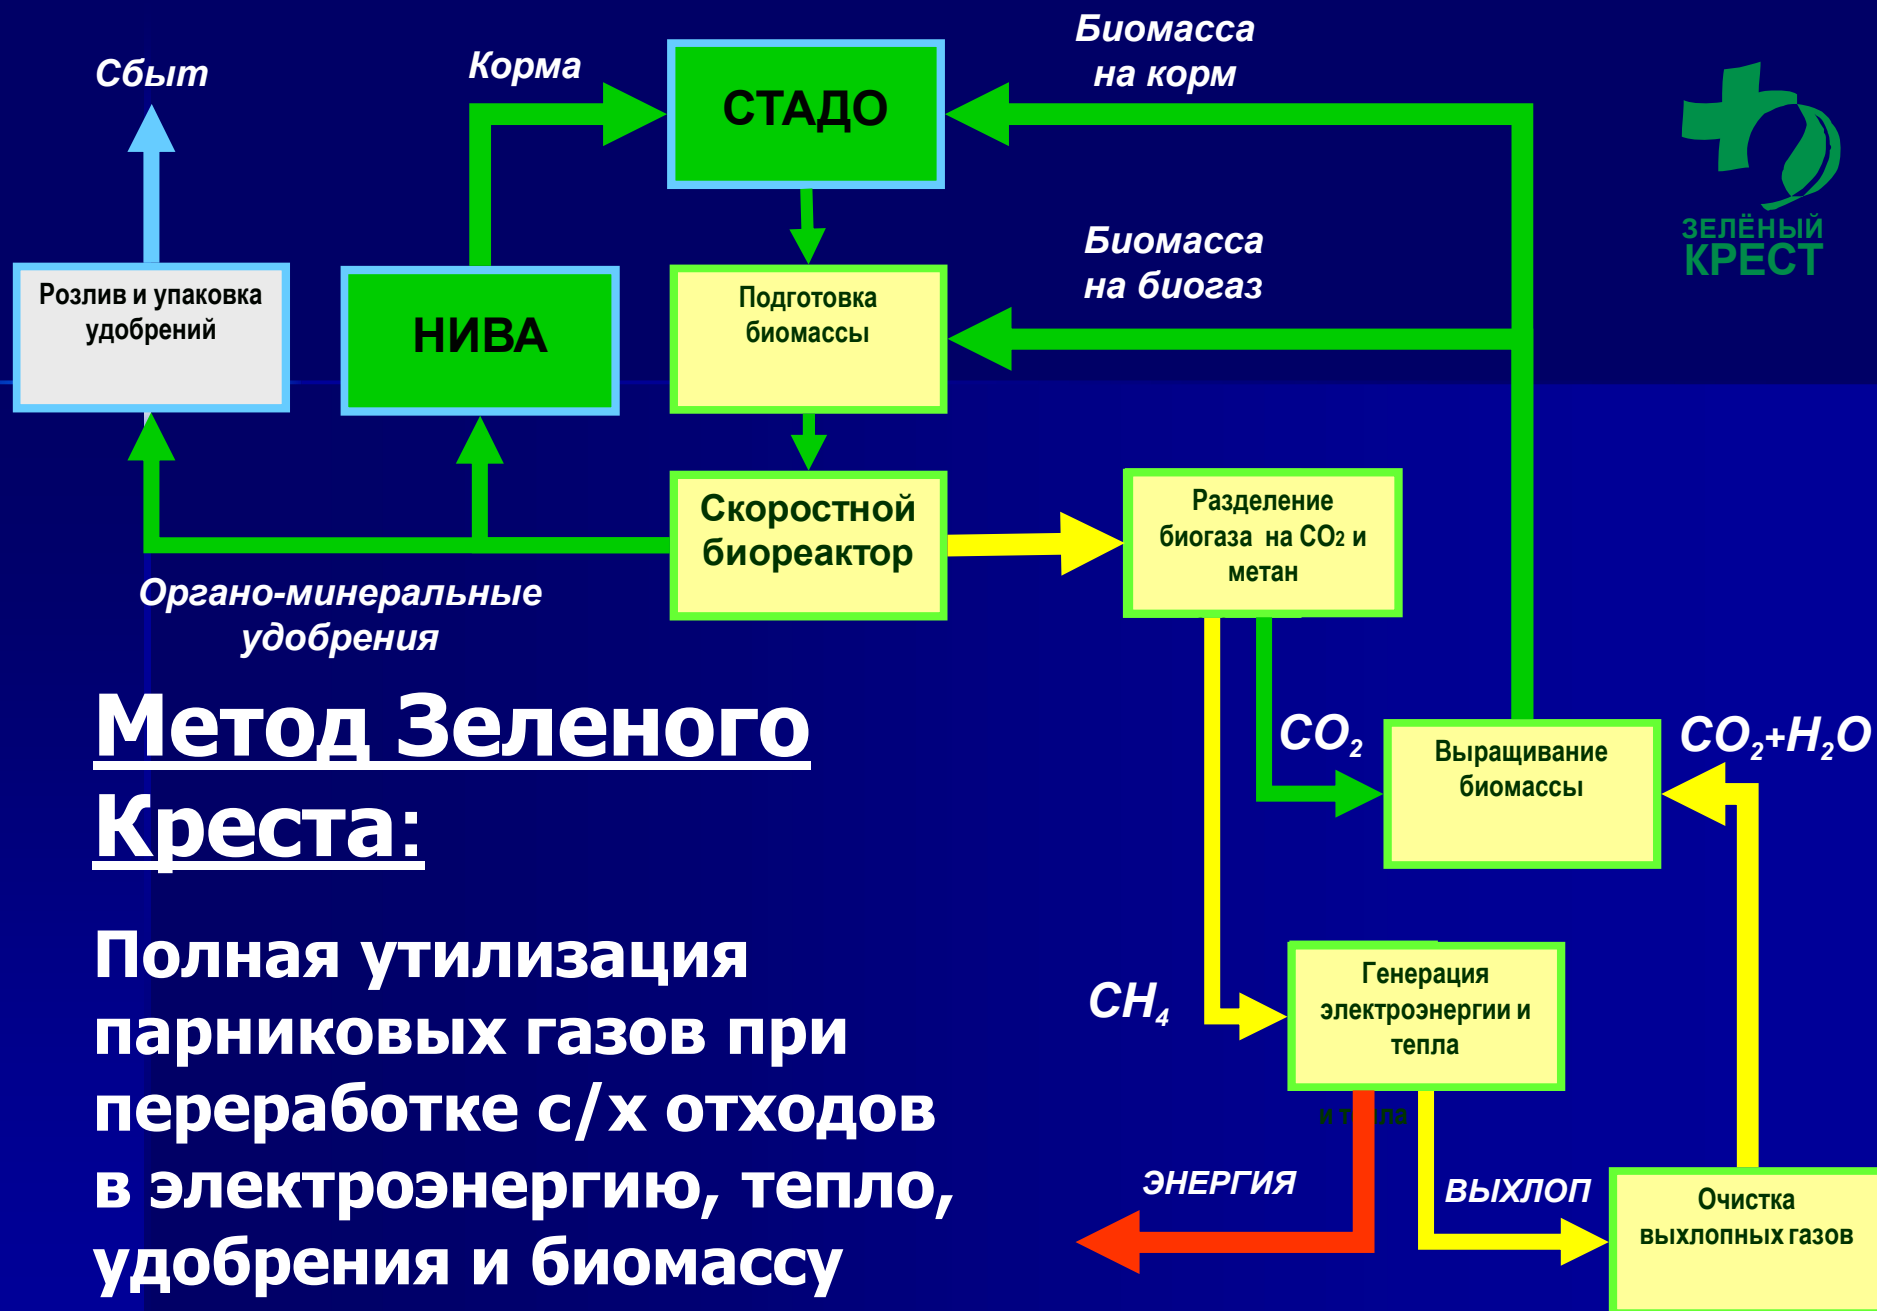 Сбыт
Корма
СТАДО
Биомасса
на корм
ЗЕЛЁНЫЙ
КРЕСТ
Розлив и упаковка
удобрений
НИВА
Подготовка
биомассы
Биомасса
на биогаз
Скоростной
биореактор
Разделение
биогаза на CO2 и
метан
Органо-минеральные
удобрения
Метод Зеленого
Креста:
CO2
Выращивание
биомассы
CO2+H2O
Полная утилизация
парниковых газов при
переработке с/х отходов
в электроэнергию, тепло,
удобрения и биомассу
CH4
Генерация
электроэнергии и
тепла
и тепла
ЭНЕРГИЯ
ВЫХЛОП
Очистка
выхлопных газов